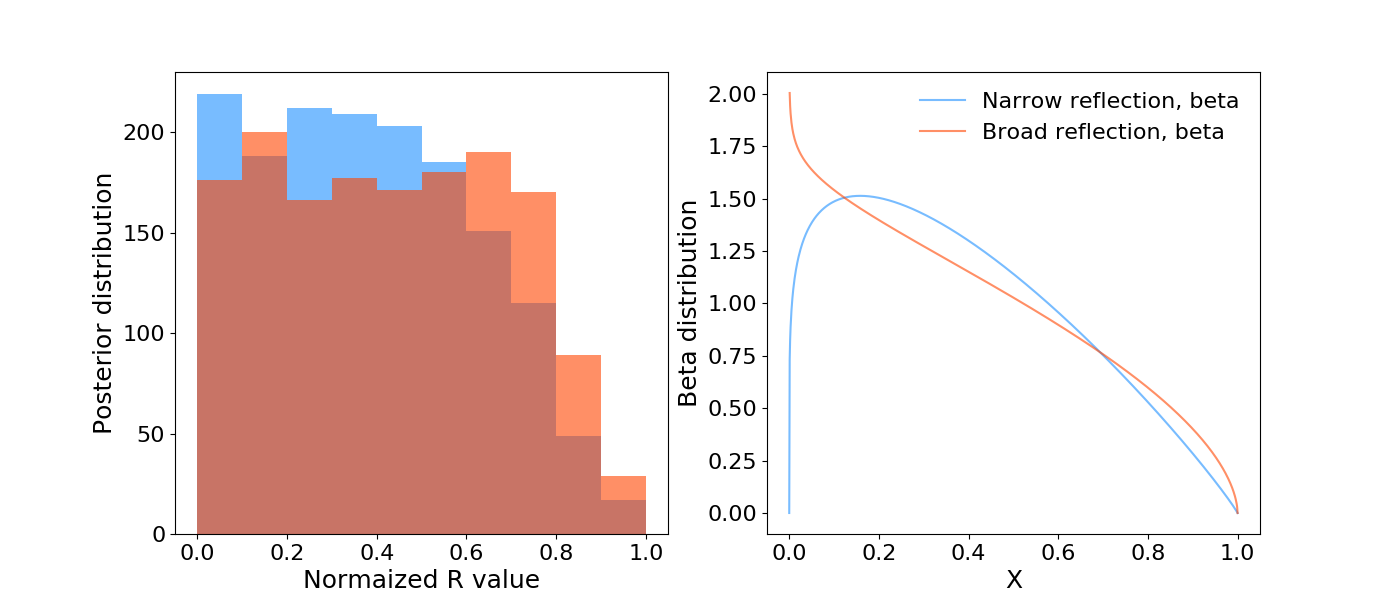 Posterior distribution
200
150
100
50
0
0.0 0.2 0.4 0.6 0.8 1.0
Normaized R value
Beta distribution
2.00
1.75
1.50
1.25
1.00
0.75
0.50
0.25
0.00
0.0 0.2 0.4 0.6 0.8 1.0
X
Narrow reflection, beta
Broad reflection, beta